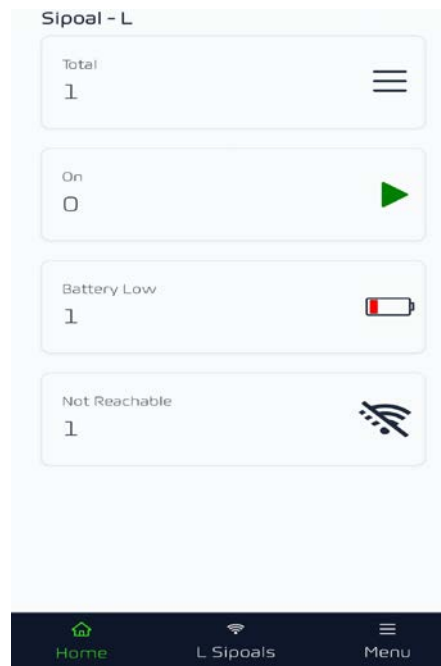 Sipoal - L
Total
1
On
0
Battery Low
1
Not Reachable
1
Home
L Sipoals
Menu